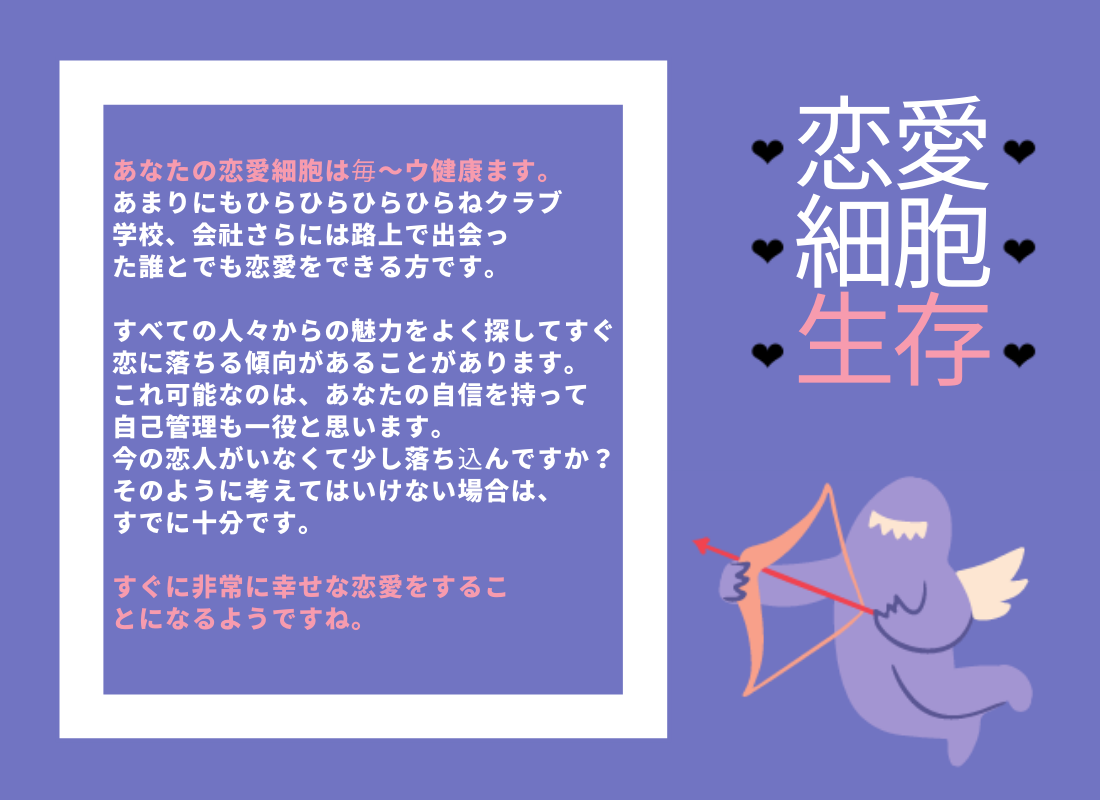 あなたの恋愛細胞は毎〜ウ健康ます。
あまりにもひらひらひらひらねクラブ
学校、会社さらには路上で出会っ
た誰とでも恋愛をできる方です。
すべての人々からの魅力をよく探してすぐ
恋に落ちる傾向があることがあります。
これ可能なのは、あなたの自信を持って
自己管理も一役と思います。
今の恋人がいなくて少し落ち込んですか？
そのように考えてはいけない場合は、
すでに十分です。
すぐに非常に幸せな恋愛をするこ
とになるようですね。
❤恋愛❤
❤細胞❤
❤生存❤